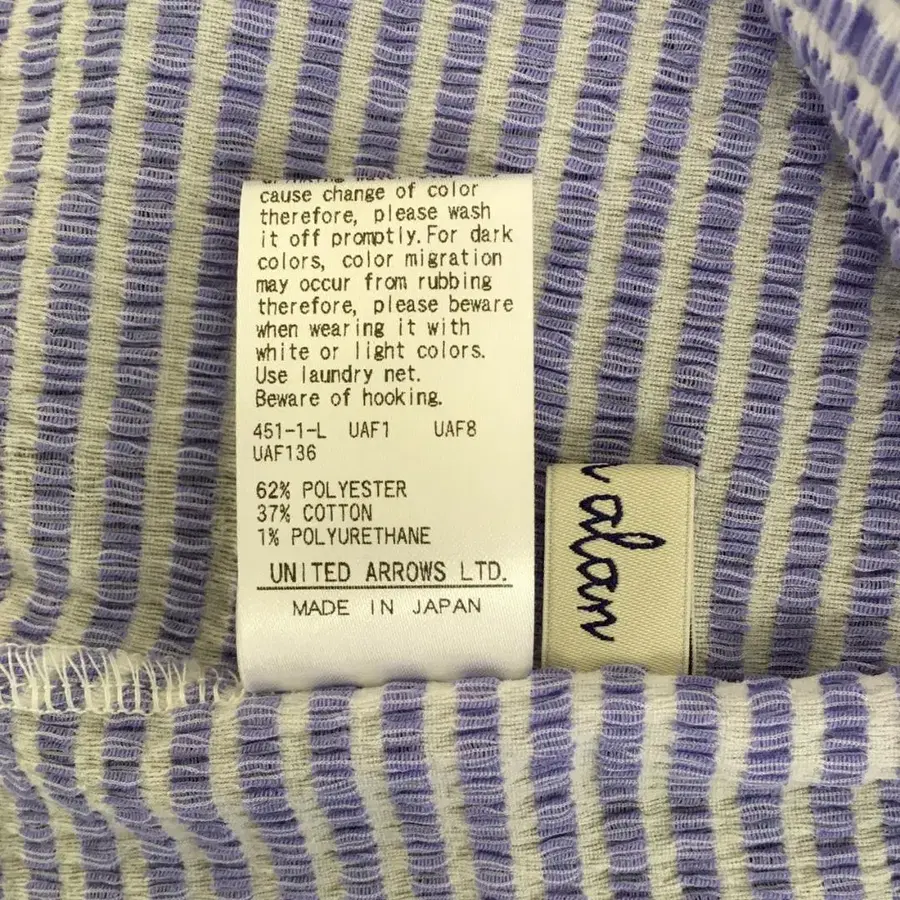 cause change of color
therefore, please wash
it off promptly.For dark
colors, color migration
may occur from rubbing
therefore, please beware
when wearing it with
white or light colors.
Use laundry net.
Beware of hooking.
451-1-L UAF1 UAF8
UAF136
62% POLYESTER
37% COTTON
1% POLYURETHANE
UNITED ARROWS LTD.
MADE IN JAPAN
alan